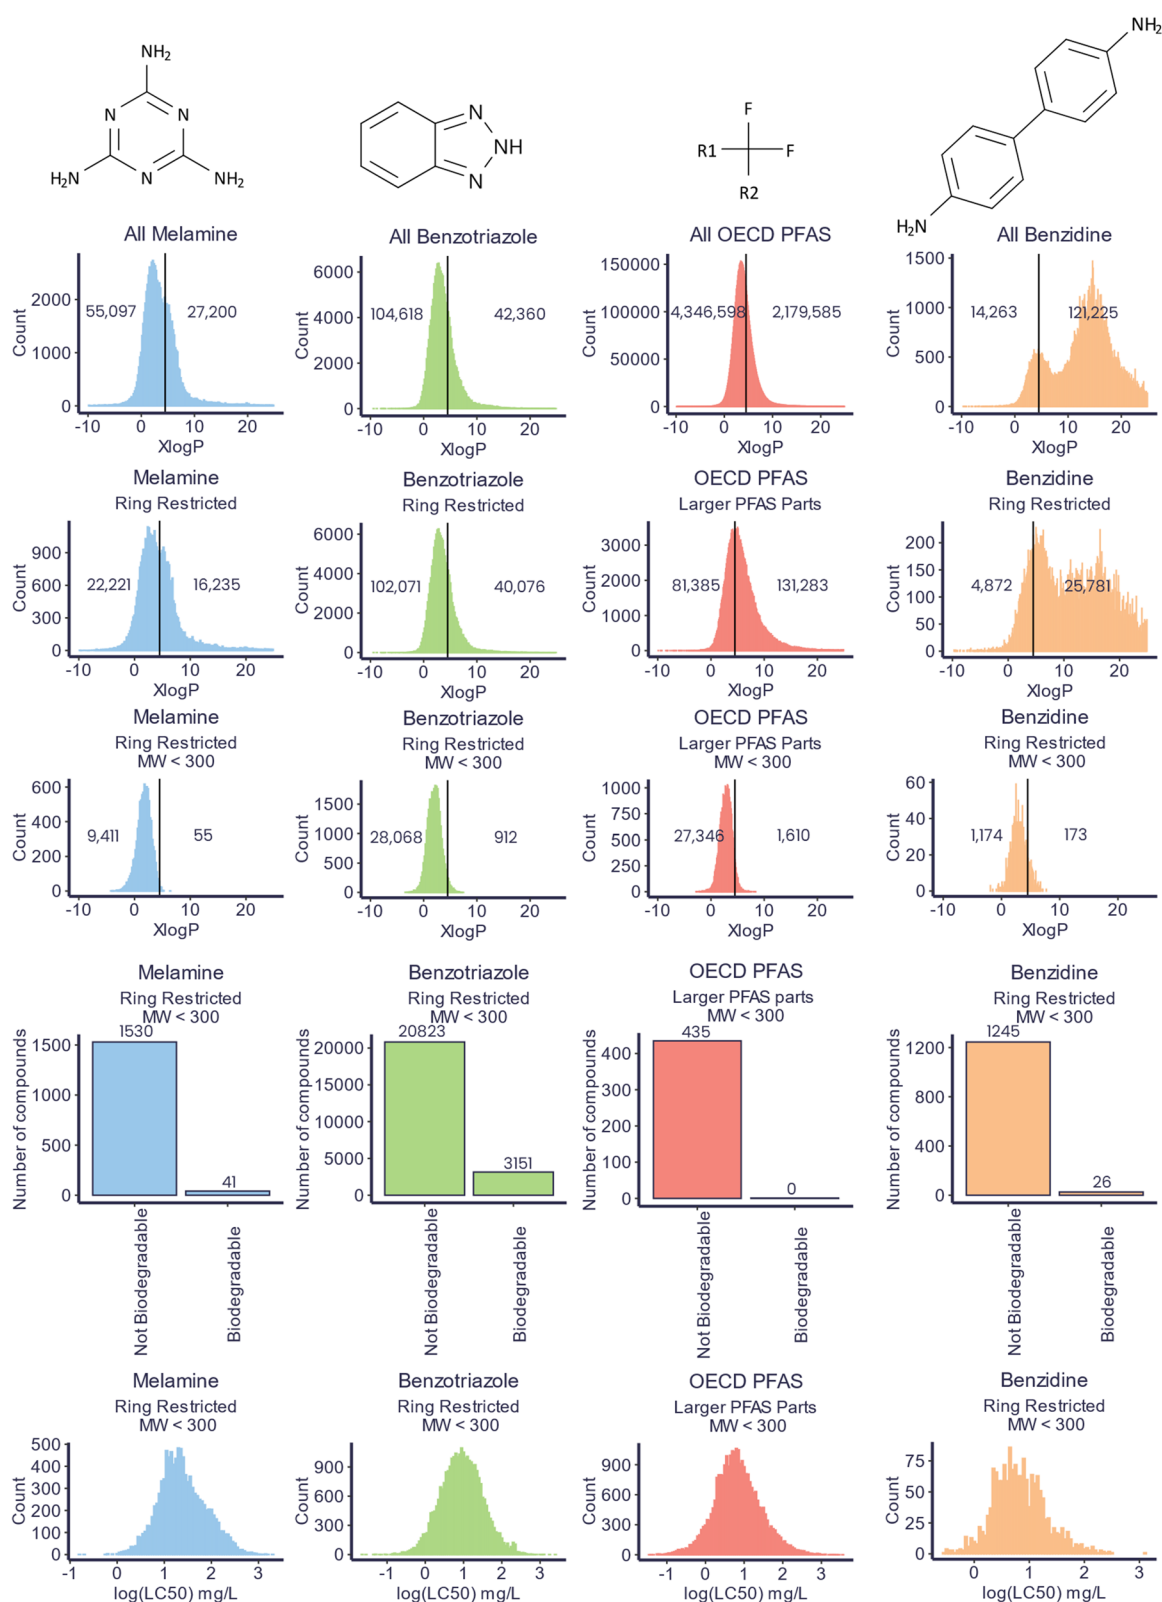 NH2
N
N
N
H2N
NH2
N
NH
N
F
R1
F
R2
NH2
H2N
All Melamine
All Benzotriazole
All OECD PFAS
All Benzidine
Count
2000
1000
0
55,097
27,200
-10 0 10 20
XlogP
Count
6000
4000
2000
0
104,618
42,360
-10 0 10 20
XlogP
Count
150000
100000
50000
0
4,346,598
2,179,585
-10 0 10 20
XlogP
Count
1500
1000
500
0
14,263
121,225
-10 0 10 20
XlogP
Melamine
Ring Restricted
Count
900
600
300
0
22,221
16,235
-10 0 10 20
XlogP
Benzotriazole
Ring Restricted
Count
6000
4000
2000
0
102,071
40,076
-10 0 10 20
XlogP
OECD PFAS
Larger PFAS Parts
Count
3000
2000
1000
0
81,385
131,283
-10 0 10 20
XlogP
Benzidine
Ring Restricted
Count
200
150
100
50
0
4,872
25,781
-10 0 10 20
XlogP
Melamine
Ring Restricted
MW < 300
Count
600
400
200
0
9,411
55
-10 0 10 20
XlogP
Benzotriazole
Ring Restricted
MW < 300
Count
1500
1000
500
0
28,068
912
-10 0 10 20
XlogP
OECD PFAS
Larger PFAS Parts
MW < 300
Count
1000
750
500
250
0
27,346
1,610
-10 0 10 20
XlogP
Benzidine
Ring Restricted
MW < 300
Count
60
40
20
0
1,174
173
-10 0 10 20
XlogP
Melamine
Ring Restricted
MW < 300
Number of compounds
1500
1000
500
0
1530
41
Not Biodegradable
Biodegradable
Benzotriazole
Ring Restricted
MW < 300
Number of compounds
20000
15000
10000
5000
0
20823
3151
Not Biodegradable
Biodegradable
OECD PFAS
Larger PFAS parts
MW < 300
Number of compounds
400
300
200
100
0
435
0
Not Biodegradable
Biodegradable
Benzidine
Ring Restricted
MW < 300
Number of compounds
1200
800
400
0
1245
26
Not Biodegradable
Biodegradable
Melamine
Ring Restricted
MW < 300
Count
500
400
300
200
100
0
-1 0 1 2 3
log(LC50) mg/L
Benzotriazole
Ring Restricted
MW < 300
Count
900
600
300
0
-1 0 1 2 3
log(LC50) mg/L
OECD PFAS
Larger PFAS Parts
MW < 300
Count
900
600
300
0
-1 0 1 2 3
log(LC50) mg/L
Benzidine
Ring Restricted
MW < 300
Count
75
50
25
0
0 1 2 3
log(LC50) mg/L